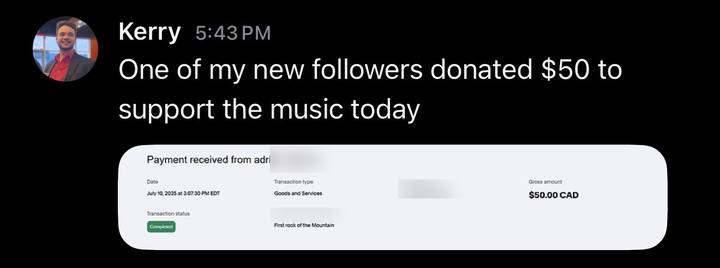 Kerry 5:43 PM
One of my new followers donated $50 to
support the music today
Payment received from adri
Date Transaction type Gross amount
July 10, 2025 at 3:07:30 PM EDT Goods and Services $50.00 CAD
Transaction status
Completed First rock of the Mountain